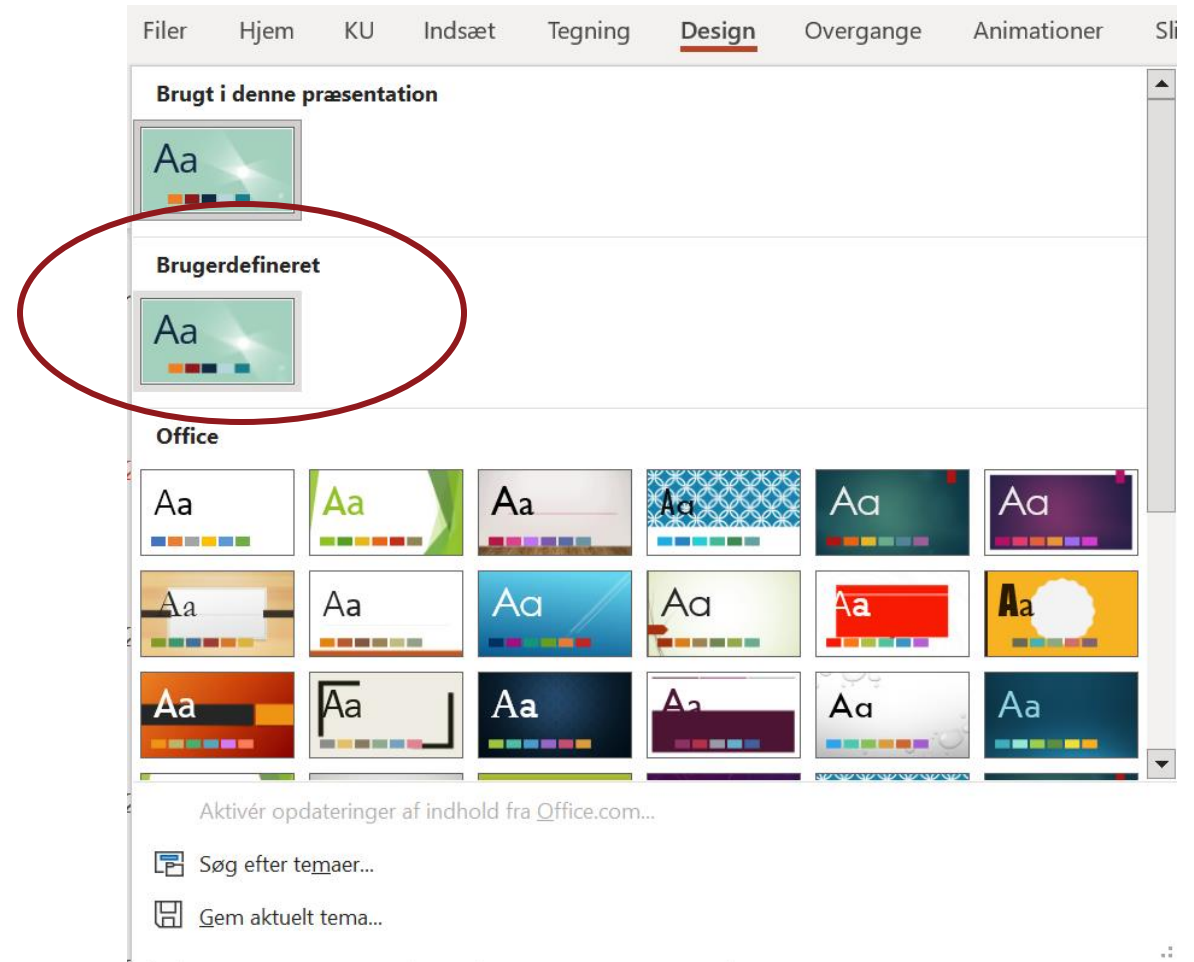 Filer Hjem KU Indsæt Tegning Design Overgange Animationer Sli
Brugt i denne præsentation
Aa
Brugerdefineret
Aa
Office
Aa Aa Aa Aa Aa Aa
Aa Aa Aa Aa Aa Aa
Aa Aa Aa Aa Aa Aa
Aktivér opdateringer af indhold fra Office.com...
Søg efter temaer...
Gem aktuelt tema...